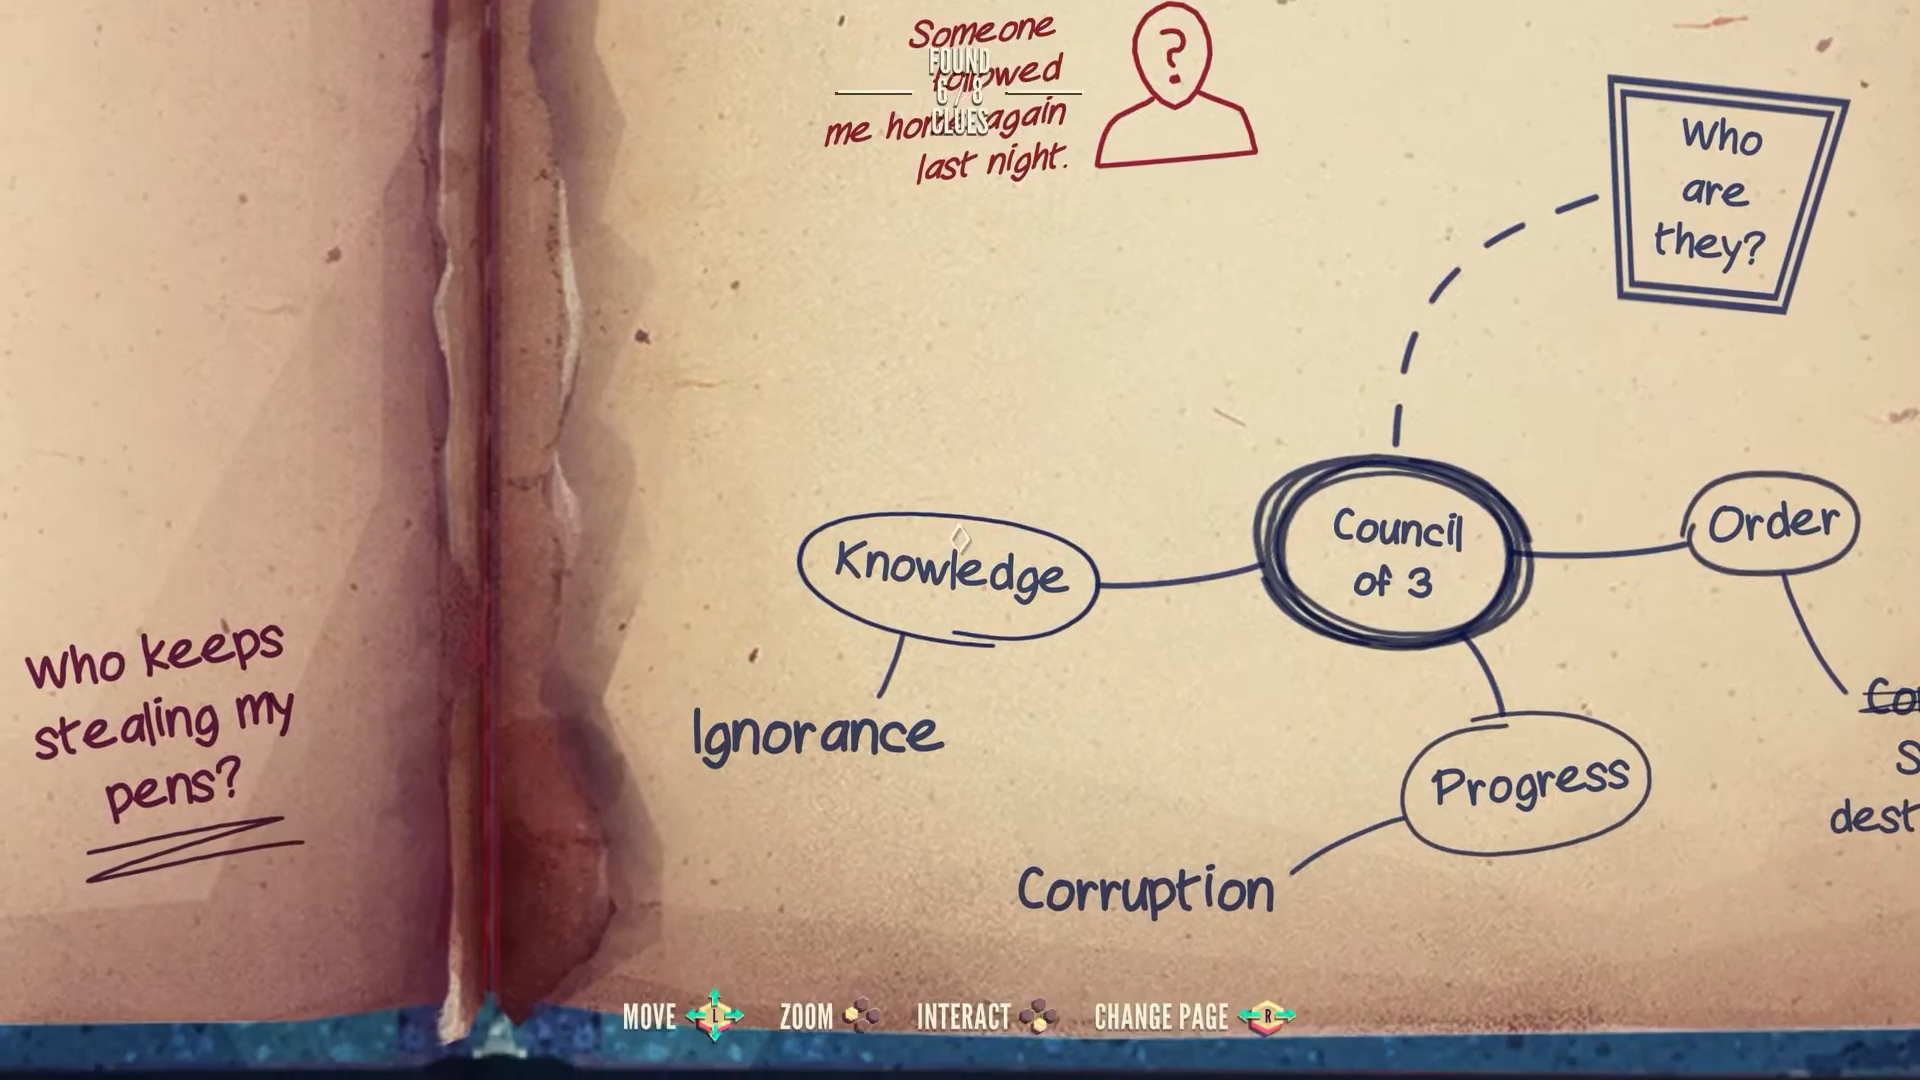 Someone
followed
me home again
last night.
?
FOUND
6 / 8
CLUES
Who
are
they?
Council
of 3
Knowledge
Order
Ignorance
Progress
Corruption
Who keeps
stealing my
pens?
MOVE L
ZOOM
INTERACT
CHANGE PAGE R